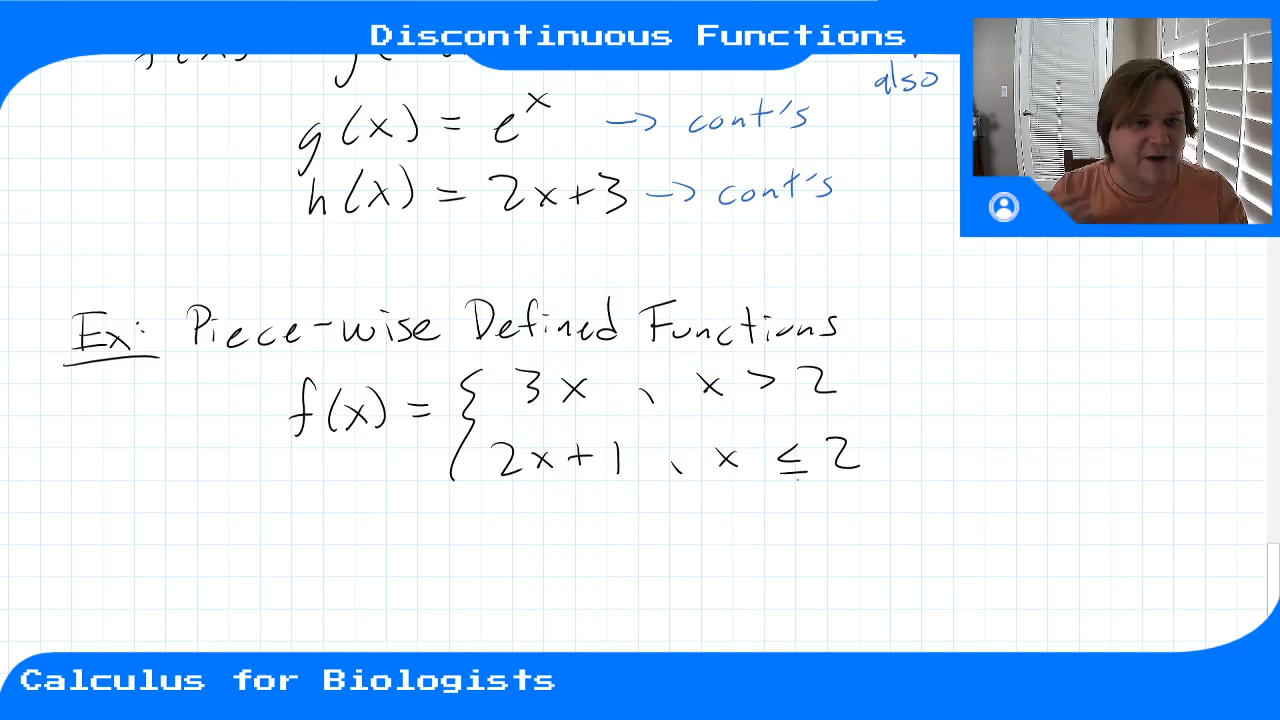 Discontinuous Functions
also
g(x) = e^x → cont's
h(x) = 2x+3 → cont's
Ex: Piece-wise Defined Functions
f(x) = { 3x , x > 2
2x+1 , x ≤ 2
Calculus for Biologists